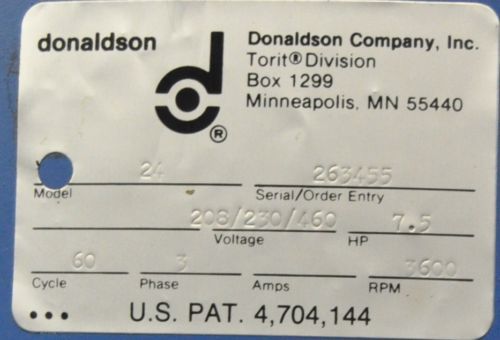 donaldson
Donaldson Company, Inc.
Torit® Division
Box 1299
Minneapolis, MN 55440
®
24 263455
Model Serial/Order Entry
208/230/460 7.5
Voltage HP
60 3 3600
Cycle Phase Amps RPM
U.S. PAT. 4,704,144